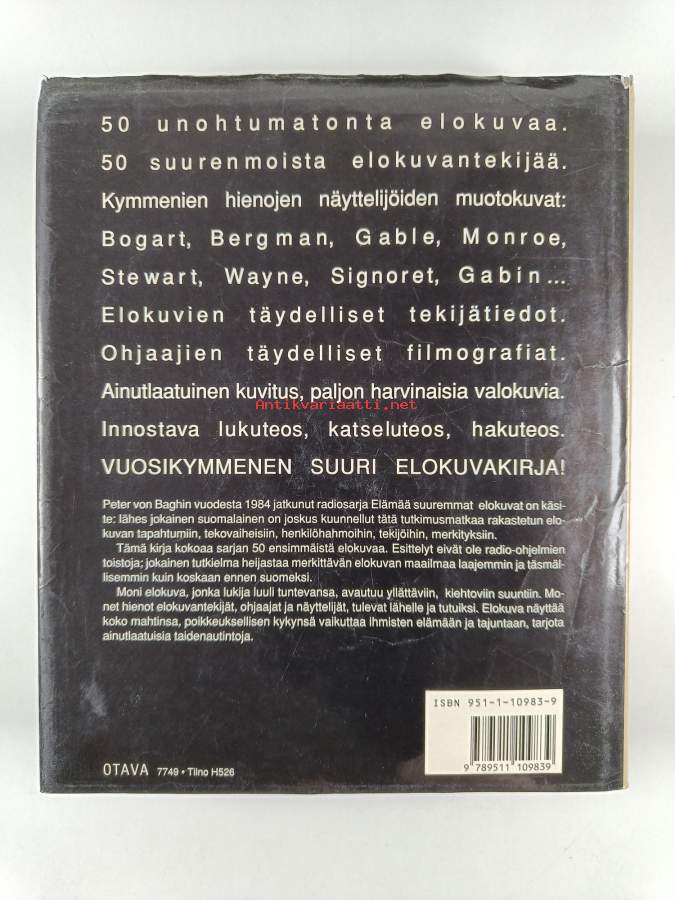 50 unohtumatonta elokuvaa.
50 suurenmoista elokuvantekijää.
Kymmenien hienojen näyttelijöiden muotokuvat:
Bogart, Bergman, Gable, Monroe,
Stewart, Wayne, Signoret, Gabin...
Elokuvien täydelliset tekijätiedot.
Ohjaajien täydelliset filmografiat.
Ainutlaatuinen kuvitus, paljon harvinaisia valokuvia.
Antikvariaatti.net
Innostava lukuteos, katseluteos, hakuteos.
VUOSIKYMMENEN SUURI ELOKUVAKIRJA!
Peter von Baghin vuodesta 1984 jatkunut radiosarja Elämää suuremmat elokuvat on käsi-
te: lähes jokainen suomalainen on joskus kuunnellut tätä tutkimusmatkaa rakastetun elo-
kuvan tapahtumiin, tekovaiheisiin, henkilöhahmoihin, tekijöihin, merkityksiin.
Tämä kirja kokoaa sarjan 50 ensimmäistä elokuvaa. Esittelyt eivät ole radio-ohjelmien
toistoja; jokainen tutkielma heijastaa merkittävän elokuvan maailmaa laajemmin ja täsmäl-
lisemmin kuin koskaan ennen suomeksi.
Moni elokuva, jonka lukija luuli tuntevansa, avautuu yllättäviin, kiehtoviin suuntiin. Mo-
net hienot elokuvantekijät, ohjaajat ja näyttelijät, tulevat lähelle ja tutuiksi. Elokuva näyttää
koko mahtinsa, poikkeuksellisen kykynsä vaikuttaa ihmisten elämään ja tajuntaan, tarjota
ainutlaatuisia taidenautintoja.
ISBN 951-1-10983-9
9 789511 109839
OTAVA 7749 • Tilno H526